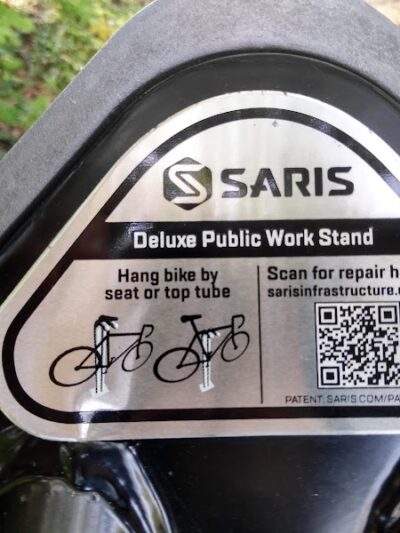 SARIS
Deluxe Public Work Stand
Hang bike by
seat or top tube
Scan for repair
sarisinfrastructure.
PATENT: SARIS.COM/